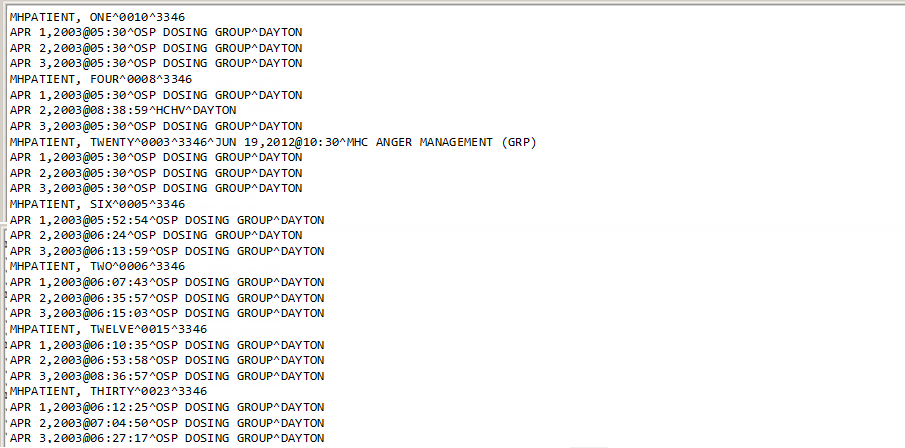 MHPATIENT, ONE^0010^3346
APR 1,2003@05:30^OSP DOSING GROUP^DAYTON
APR 2,2003@05:30^OSP DOSING GROUP^DAYTON
APR 3,2003@05:30^OSP DOSING GROUP^DAYTON
MHPATIENT, FOUR^0008^3346
APR 1,2003@05:30^OSP DOSING GROUP^DAYTON
APR 2,2003@08:38:59^HCHV^DAYTON
APR 3,2003@05:30^OSP DOSING GROUP^DAYTON
MHPATIENT, TWENTY^0003^3346^JUN 19,2012@10:30^MHC ANGER MANAGEMENT (GRP)
APR 1,2003@05:30^OSP DOSING GROUP^DAYTON
APR 2,2003@05:30^OSP DOSING GROUP^DAYTON
APR 3,2003@05:30^OSP DOSING GROUP^DAYTON
MHPATIENT, SIX^0005^3346
APR 1,2003@05:52:54^OSP DOSING GROUP^DAYTON
APR 2,2003@06:24^OSP DOSING GROUP^DAYTON
APR 3,2003@06:13:59^OSP DOSING GROUP^DAYTON
MHPATIENT, TWO^0006^3346
APR 1,2003@06:07:43^OSP DOSING GROUP^DAYTON
APR 2,2003@06:35:57^OSP DOSING GROUP^DAYTON
APR 3,2003@06:15:03^OSP DOSING GROUP^DAYTON
MHPATIENT, TWELVE^0015^3346
APR 1,2003@06:10:35^OSP DOSING GROUP^DAYTON
APR 2,2003@06:53:58^OSP DOSING GROUP^DAYTON
APR 3,2003@08:36:57^OSP DOSING GROUP^DAYTON
MHPATIENT, THIRTY^0023^3346
APR 1,2003@06:12:25^OSP DOSING GROUP^DAYTON
APR 2,2003@07:04:50^OSP DOSING GROUP^DAYTON
APR 3,2003@06:27:17^OSP DOSING GROUP^DAYTON